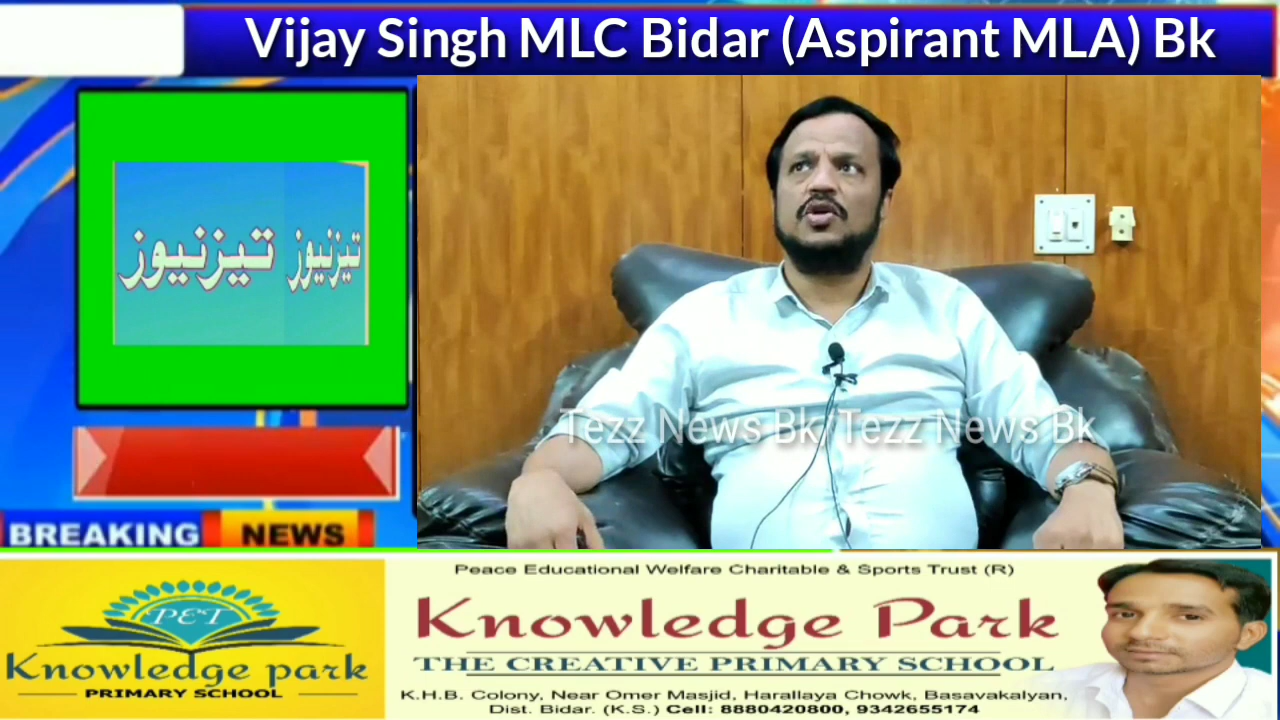 Vijay Singh MLC Bidar (Aspirant MLA) Bk
تیزنیوز تیزنیوز
Tezz News Bk Tezz News Bk
BREAKING NEWS
Peace Educational Welfare Charitable & Sports Trust (R)
PET
Knowledge park
PRIMARY SCHOOL
Knowledge Park
THE CREATIVE PRIMARY SCHOOL
K.H.B. Colony, Near Omer Masjid, Harallaya Chowk, Basavakalyan,
Dist. Bidar. (K.S.) Cell: 8880420800, 9342655174